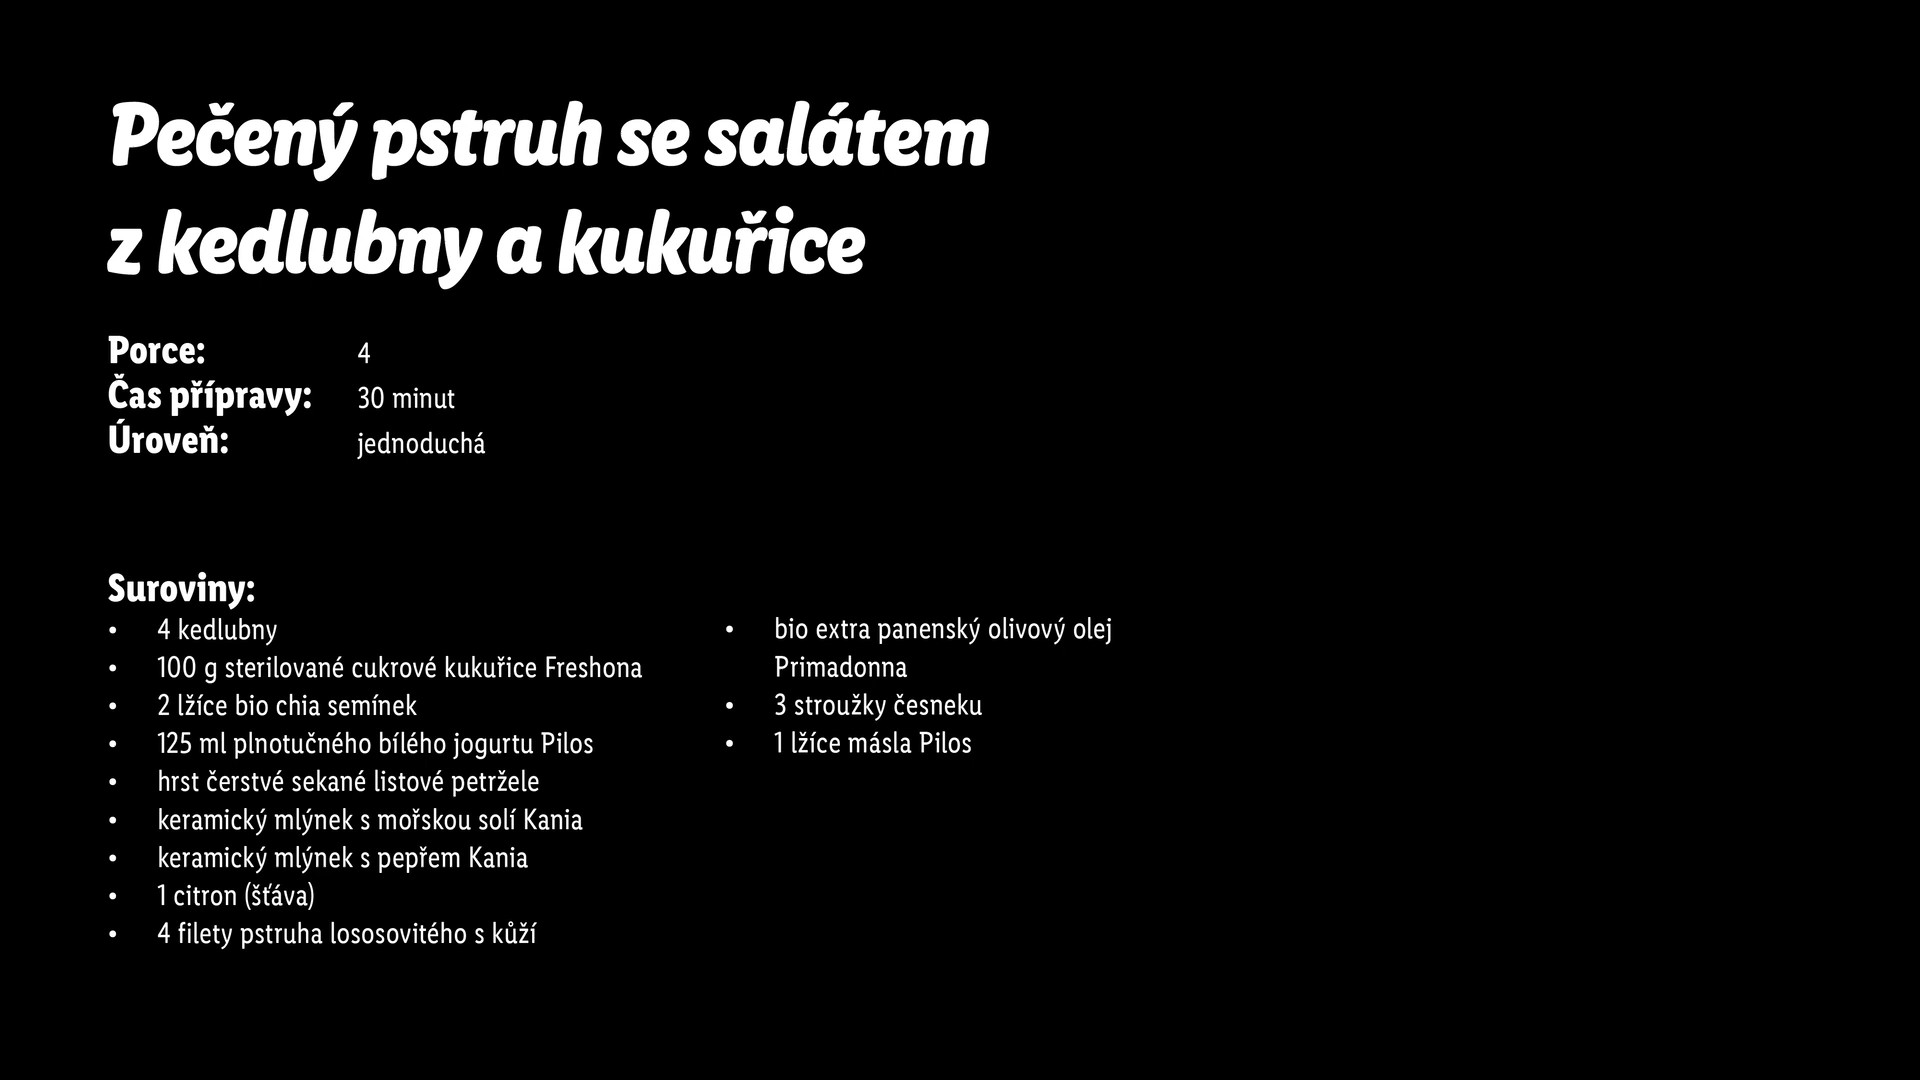 Pečený pstruh se salátem
z kedlubny a kukuřice
Porce: 4
Čas přípravy: 30 minut
Úroveň: jednoduchá
Suroviny:
• 4 kedlubny
• 100 g sterilované cukrové kukuřice Freshona
• 2 lžíce bio chia semínek
• 125 ml plnotučného bílého jogurtu Pilos
• hrst čerstvé sekané listové petržele
• keramický mlýnek s mořskou solí Kania
• keramický mlýnek s pepřem Kania
• 1 citron (šťáva)
• 4 filety pstruha lososovitého s kůží
• bio extra panenský olivový olej
Primadonna
• 3 stroužky česneku
• 1 lžíce másla Pilos